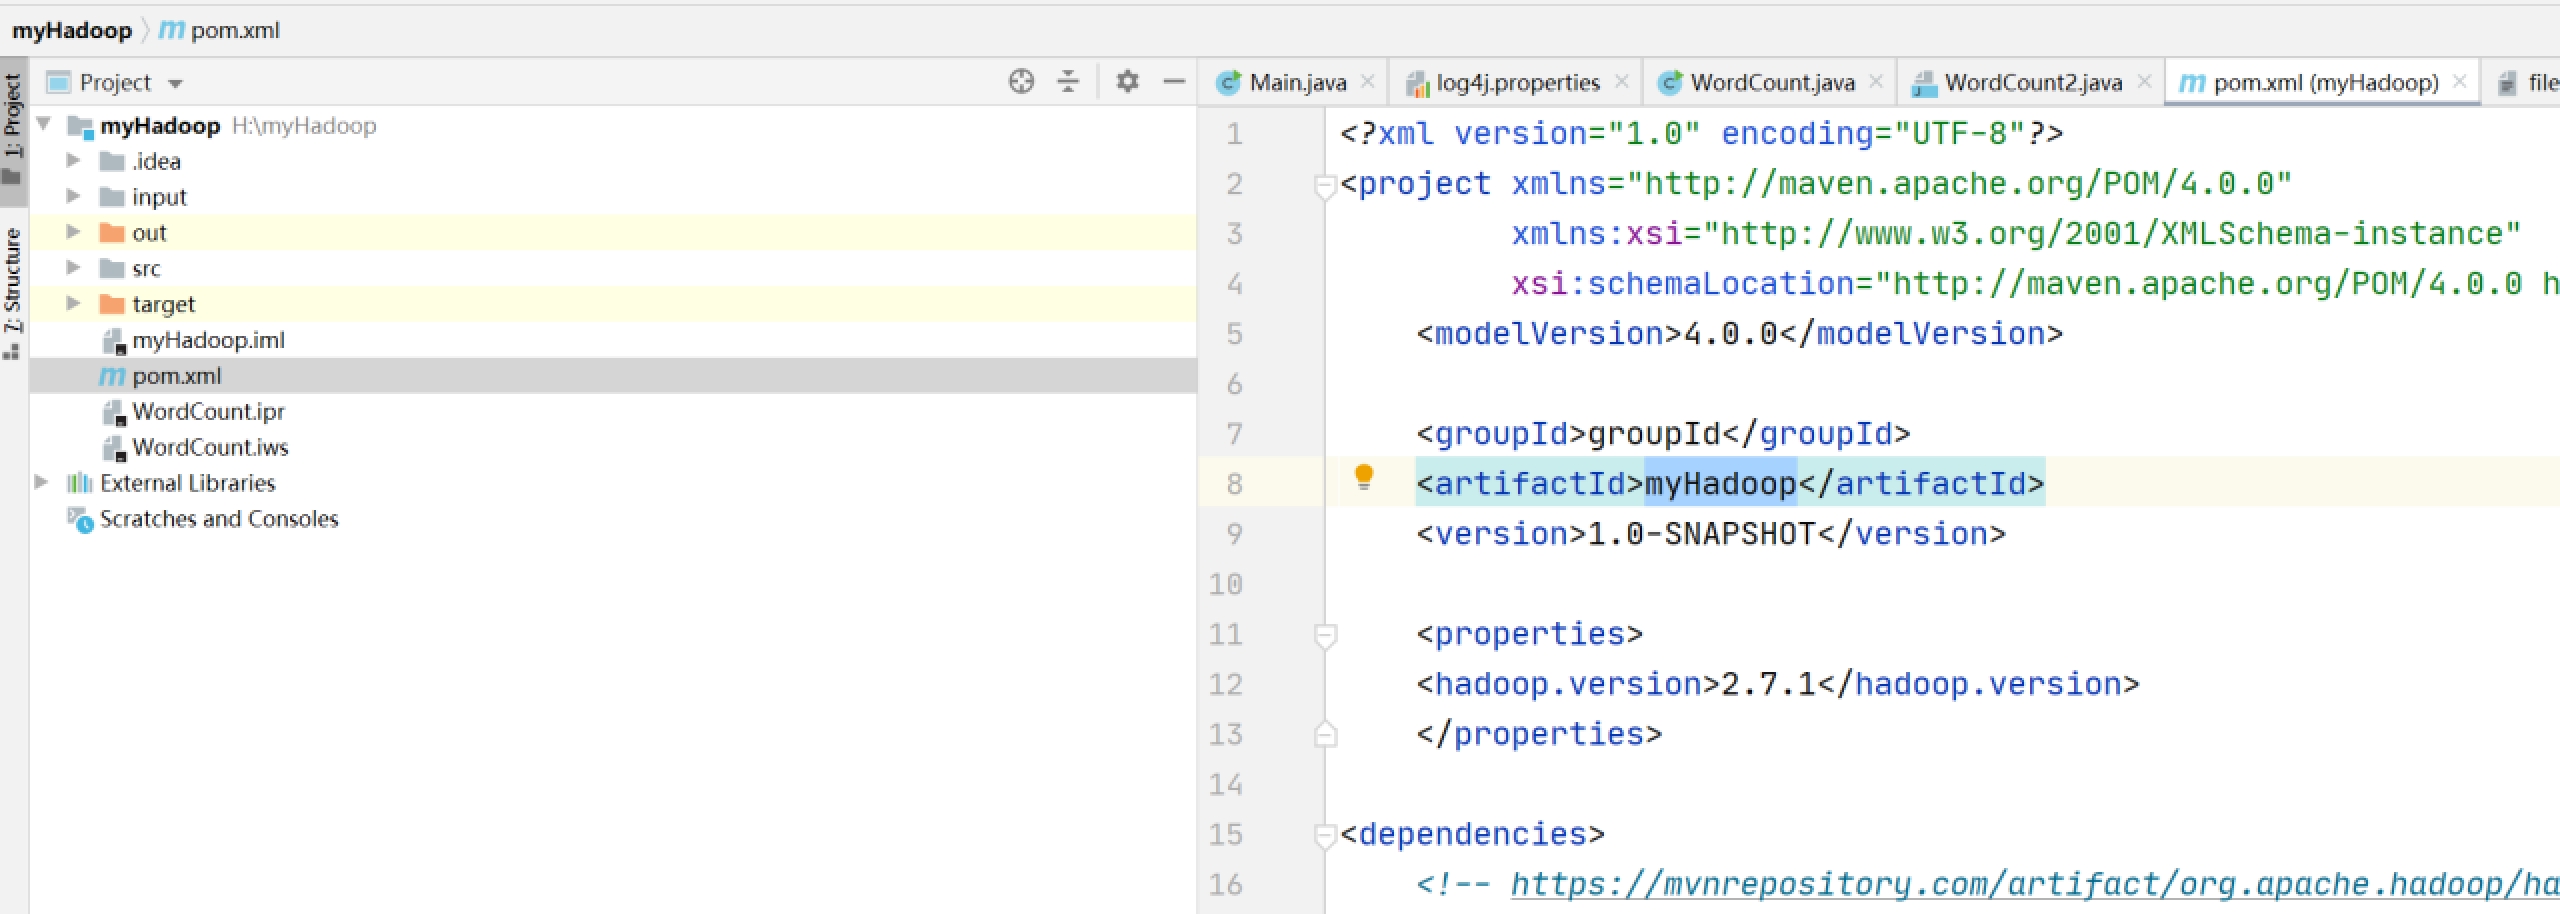 myHadoop pom.xml
1: Project
7: Structure
Project
myHadoop H:\myHadoop
.idea
input
out
src
target
myHadoop.iml
pom.xml
WordCount.ipr
WordCount.iws
External Libraries
Scratches and Consoles
Main.java log4j.properties WordCount.java WordCount2.java pom.xml (myHadoop) file
1 <?xml version="1.0" encoding="UTF-8"?>
2 <project xmlns="http://maven.apache.org/POM/4.0.0"
3 xmlns:xsi="http://www.w3.org/2001/XMLSchema-instance"
4 xsi:schemaLocation="http://maven.apache.org/POM/4.0.0 h
5 <modelVersion>4.0.0</modelVersion>
6
7 <groupId>groupId</groupId>
8 <artifactId>myHadoop</artifactId>
9 <version>1.0-SNAPSHOT</version>
10
11 <properties>
12 <hadoop.version>2.7.1</hadoop.version>
13 </properties>
14
15 <dependencies>
16 <!-- https://mvnrepository.com/artifact/org.apache.hadoop/ha